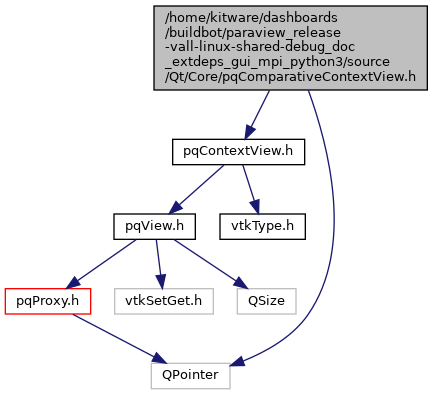 /home/kitware/dashboards
/buildbot/paraview_release
-vall-linux-shared-debug_doc
_extdeps_gui_mpi_python3/source
/Qt/Core/pqComparativeContextView.h
pqContextView.h
pqView.h
vtkType.h
pqProxy.h
vtkSetGet.h
QSize
QPointer